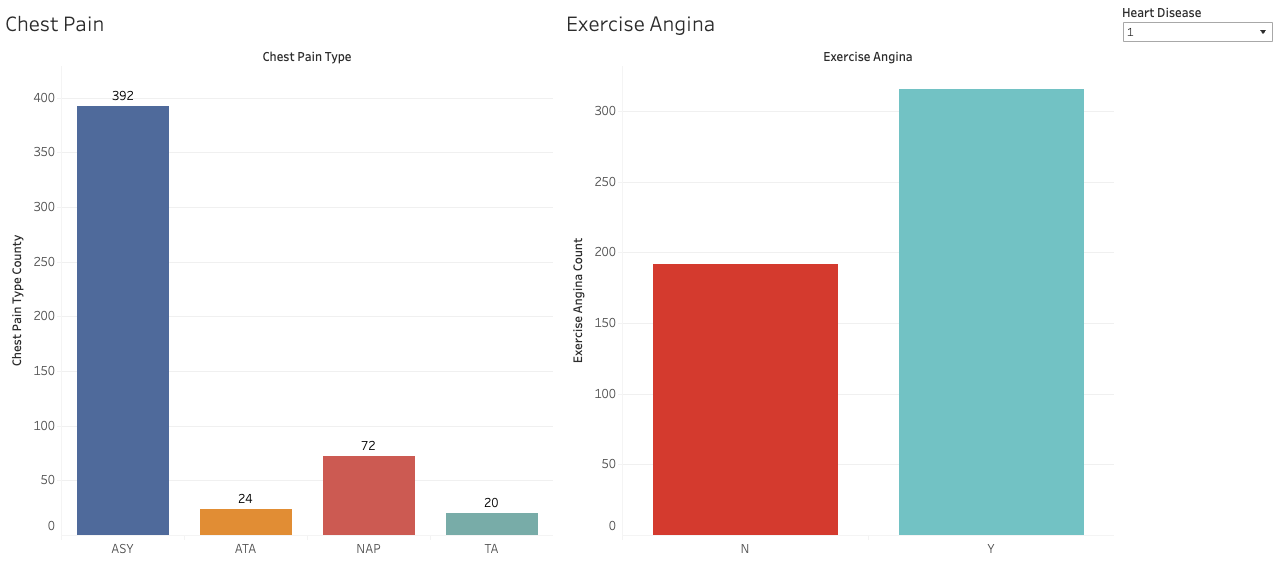 Chest Pain
Chest Pain Type
Chest Pain Type County
400
350
300
250
200
150
100
50
0
392
24
72
20
ASY
ATA
NAP
TA
Exercise Angina
Exercise Angina
Exercise Angina Count
300
250
200
150
100
50
0
N
Y
Heart Disease
1